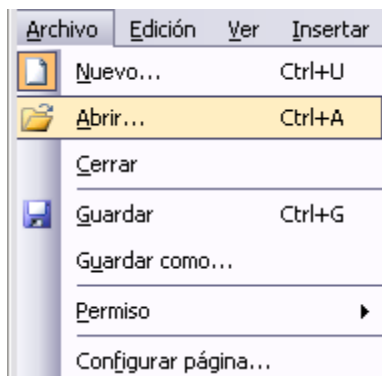 Archivo Edición Ver Insertar
Nuevo... Ctrl+U
Abrir... Ctrl+A
Cerrar
Guardar Ctrl+G
Guardar como...
Permiso
Configurar página...